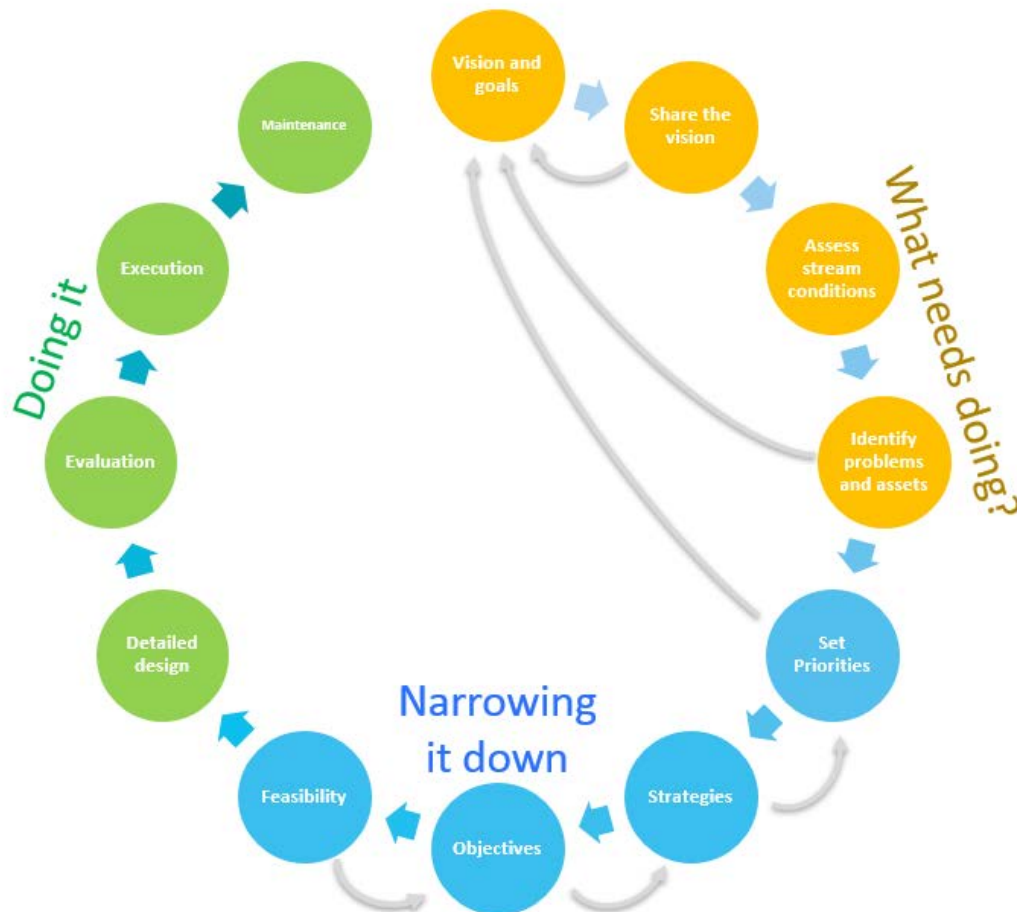 Vision and
goals
Share the
vision
Assess
stream
conditions
Identify
problems
and assets
What needs doing?
Set
Priorities
Strategies
Objectives
Feasibility
Narrowing
it down
Detailed
design
Evaluation
Execution
Maintenance
Doing it